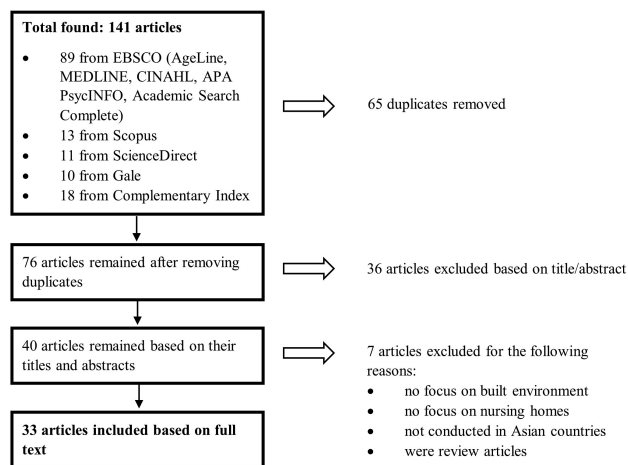 Total found: 141 articles
• 89 from EBSCO (AgeLine,
MEDLINE, CINAHL, APA
PsycINFO, Academic Search
Complete)
• 13 from Scopus
• 11 from ScienceDirect
• 10 from Gale
• 18 from Complementary Index
65 duplicates removed
76 articles remained after removing
duplicates
36 articles excluded based on title/abstract
40 articles remained based on their
titles and abstracts
7 articles excluded for the following
reasons:
• no focus on built environment
• no focus on nursing homes
• not conducted in Asian countries
• were review articles
33 articles included based on full
text